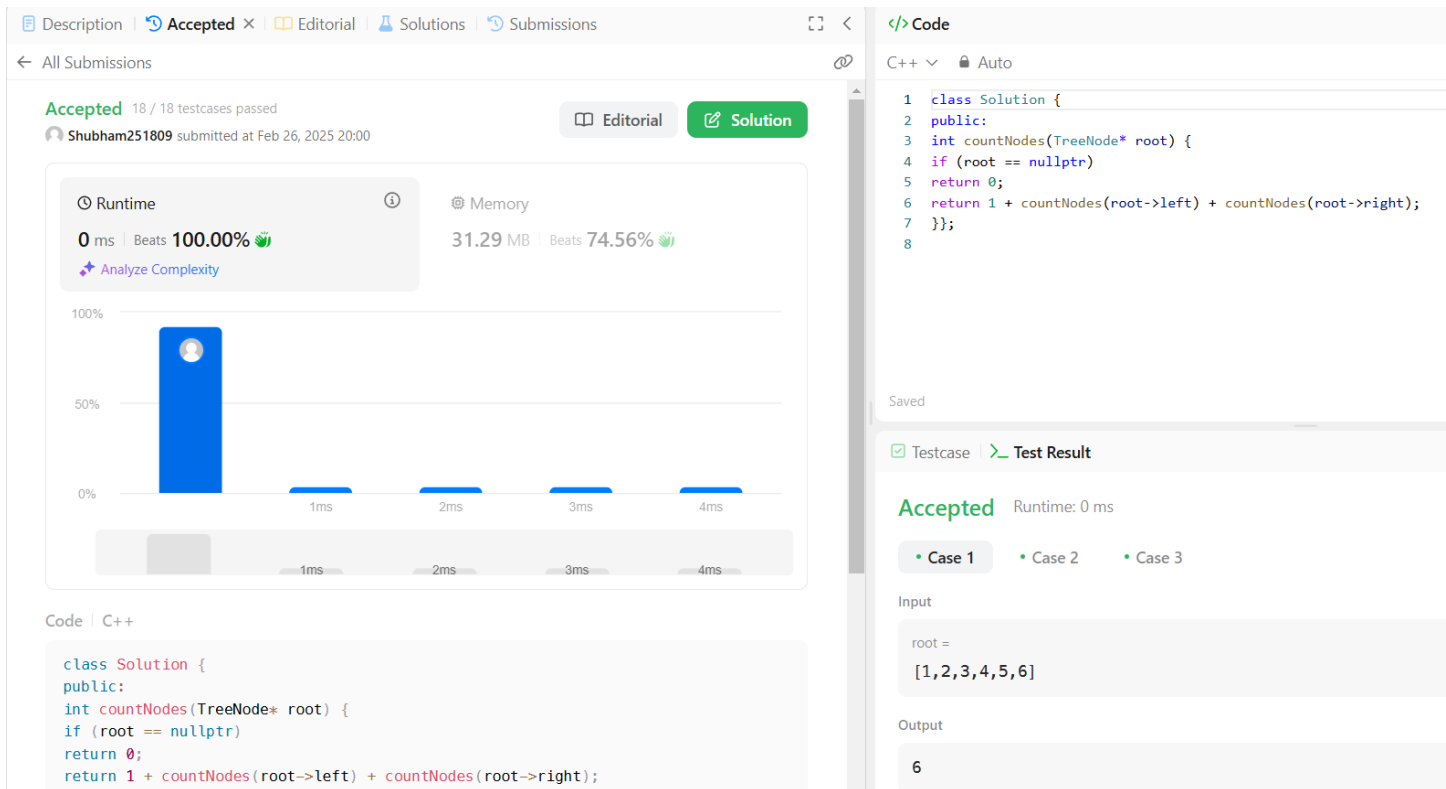 Description Accepted Editorial Solutions Submissions
All Submissions
Accepted 18 / 18 testcases passed
Shubham251809 submitted at Feb 26, 2025 20:00
Editorial
Solution
Runtime
0 ms Beats 100.00%
Analyze Complexity
Memory
31.29 MB Beats 74.56%
100%
50%
0%
1ms 2ms 3ms 4ms
1ms 2ms 3ms 4ms
Code C++
class Solution {
public:
int countNodes(TreeNode* root) {
if (root == nullptr)
return 0;
return 1 + countNodes(root->left) + countNodes(root->right);
</> Code
C++ Auto
1 class Solution {
2 public:
3 int countNodes(TreeNode* root) {
4 if (root == nullptr)
5 return 0;
6 return 1 + countNodes(root->left) + countNodes(root->right);
7 }};
8
Saved
Testcase Test Result
Accepted Runtime: 0 ms
Case 1 Case 2 Case 3
Input
root =
[1,2,3,4,5,6]
Output
6